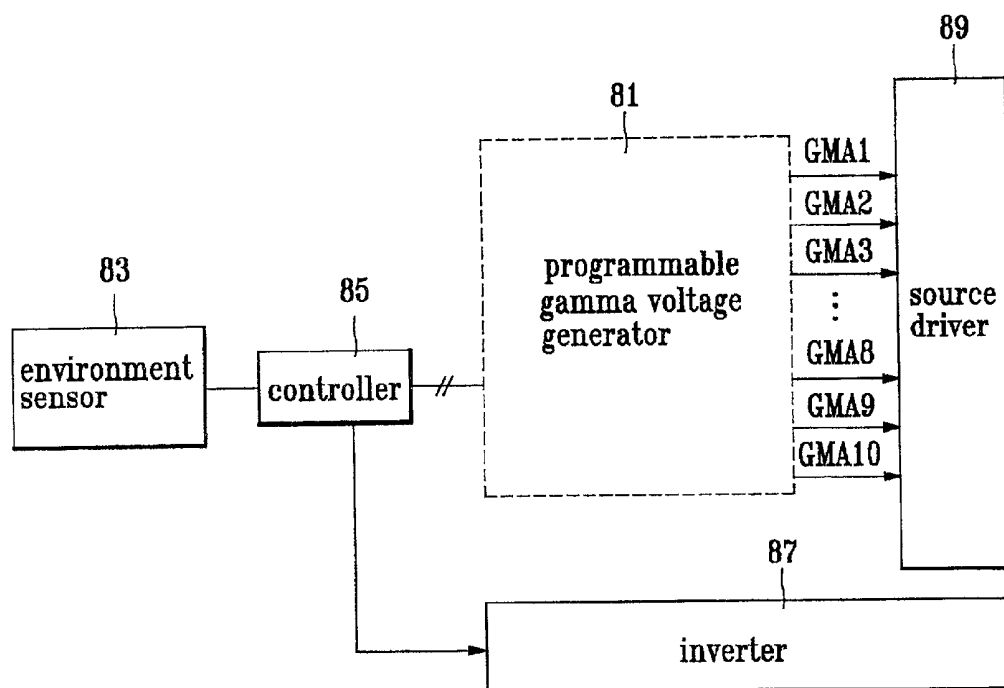 89
81
GMA1
GMA2
GMA3
83
85
programmable
gamma voltage
generator
⋮
source
driver
environment
sensor
controller
GMA8
GMA9
GMA10
87
inverter